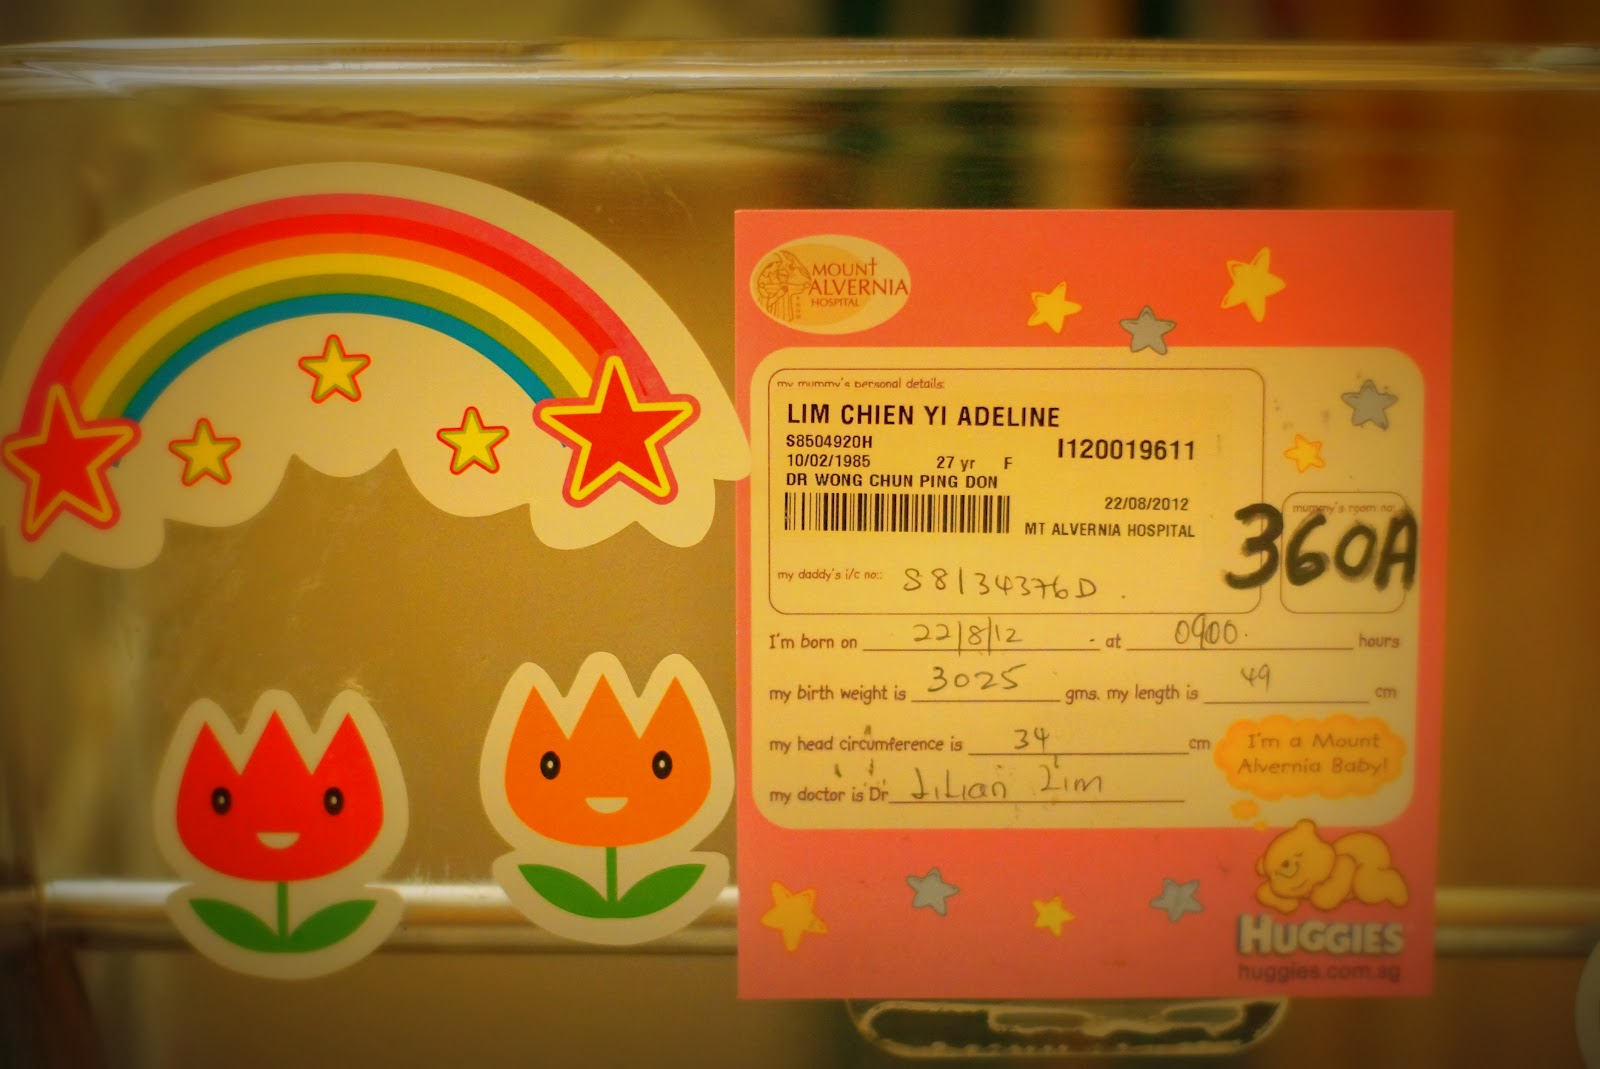 MOUNT
ALVERNIA
HOSPITAL
my mummy's personal details:
LIM CHIEN YI ADELINE
S8504920H
I120019611
10/02/1985 27 yr F
DR WONG CHUN PING DON
22/08/2012
MT ALVERNIA HOSPITAL
mummy's room no:
360A
my daddy's i/c no: S8134376D.
I'm born on 22/8/12 at 0900 hours
my birth weight is 3025 gms. my length is 49 cm
my head circumference is 34 cm
my doctor is Dr Lilian Lim
I'm a Mount
Alvernia Baby!
HUGGIES
huggies.com.sg